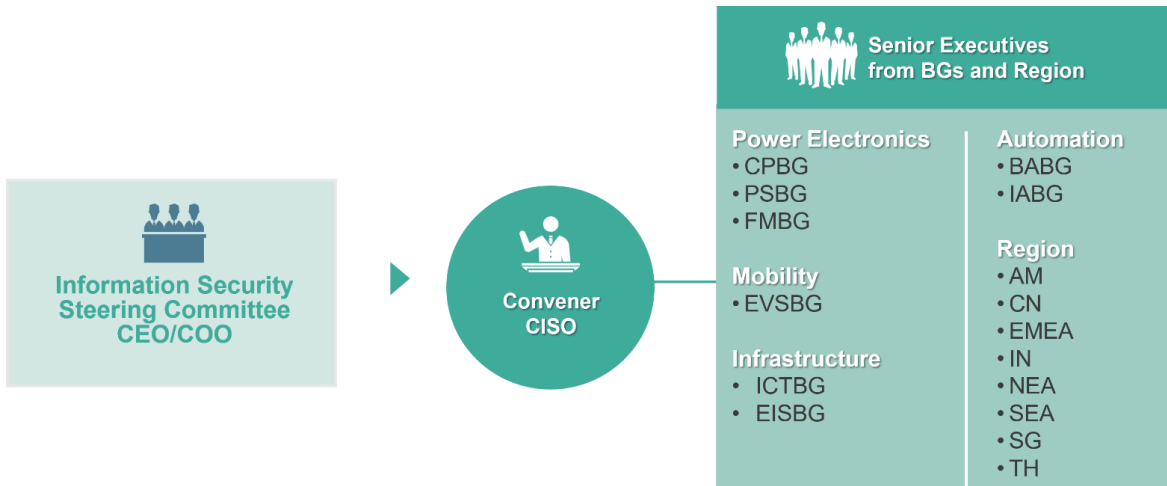 Information Security
Steering Committee
CEO/COO
Convener
CISO
Senior Executives
from BGs and Region
Power Electronics
• CPBG
• PSBG
• FMBG
Mobility
• EVSBG
Infrastructure
• ICTBG
• EISBG
Automation
• BABG
• IABG
Region
• AM
• CN
• EMEA
• IN
• NEA
• SEA
• SG
• TH